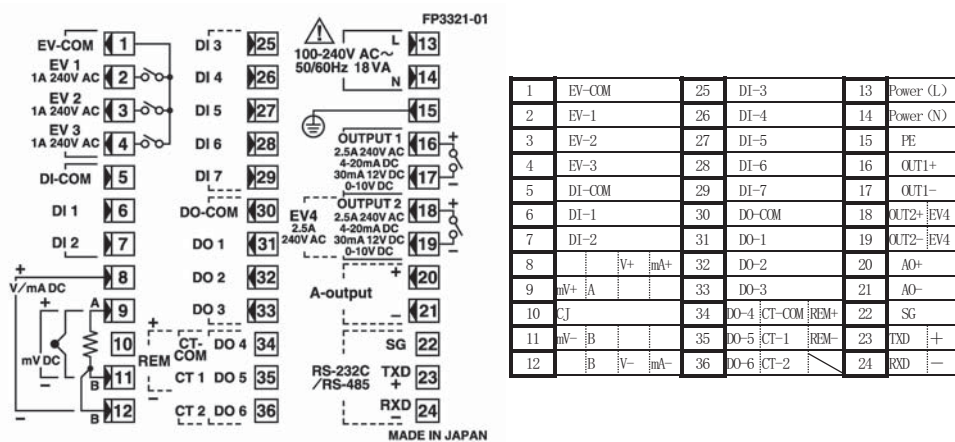 FP3321-01
EV-COM 1
EV 1
1A 240V AC 2
EV 2
1A 240V AC 3
EV 3
1A 240V AC 4
DI-COM 5
DI 1 6
DI 2 7
+
V/mA DC
8
+
A 9
10
mV DC
−
B 11
−
B 12
DI 3 25
DI 4 26
DI 5 27
DI 6 28
DI 7 29
DO-COM 30
DO 1 31
DO 2 32
DO 3 33
+
REM
−
CT-COM DO 4 34
CT 1 DO 5 35
CT 2 DO 6 36
100-240V AC~
50/60Hz 18VA
L 13
N 14
15
OUTPUT 1
2.5A 240V AC
4-20mA DC
30mA 12V DC
0-10V DC
16 +
17 −
EV4
2.5A
240V AC
OUTPUT 2
2.5A 240V AC
4-20mA DC
30mA 12V DC
0-10V DC
18 +
19 −
A-output
+ 20
− 21
SG 22
RS-232C
/RS-485
TXD
+ 23
RXD
− 24
MADE IN JAPAN
1 EV-COM 25 DI-3 13 Power(L)
2 EV-1 26 DI-4 14 Power(N)
3 EV-2 27 DI-5 15 PE
4 EV-3 28 DI-6 16 OUT1+
5 DI-COM 29 DI-7 17 OUT1-
6 DI-1 30 DO-COM 18 OUT2+ EV4
7 DI-2 31 DO-1 19 OUT2- EV4
8 V+ mA+ 32 DO-2 20 AO+
9 mV+ A 33 DO-3 21 AO-
10 CJ 34 DO-4 CT-COM REM+ 22 SG
11 mV- B 35 DO-5 CT-1 REM- 23 TXD +
12 B V- mA- 36 DO-6 CT-2 24 RXD −